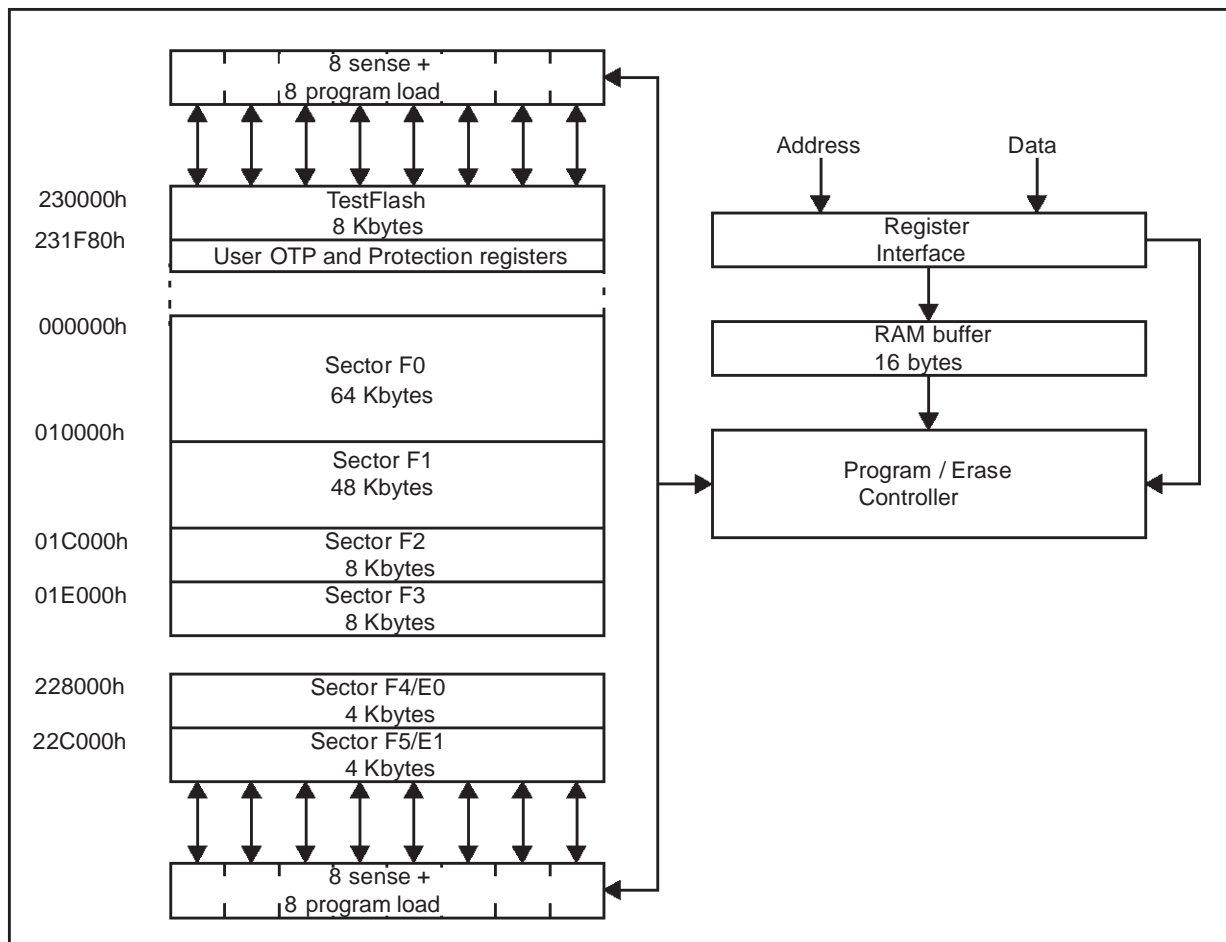 8 sense +
8 program load
230000h
TestFlash
8 Kbytes
231F80h
User OTP and Protection registers
000000h
Sector F0
64 Kbytes
010000h
Sector F1
48 Kbytes
01C000h
Sector F2
8 Kbytes
01E000h
Sector F3
8 Kbytes
228000h
Sector F4/E0
4 Kbytes
22C000h
Sector F5/E1
4 Kbytes
8 sense +
8 program load
Address
Data
Register
Interface
RAM buffer
16 bytes
Program / Erase
Controller